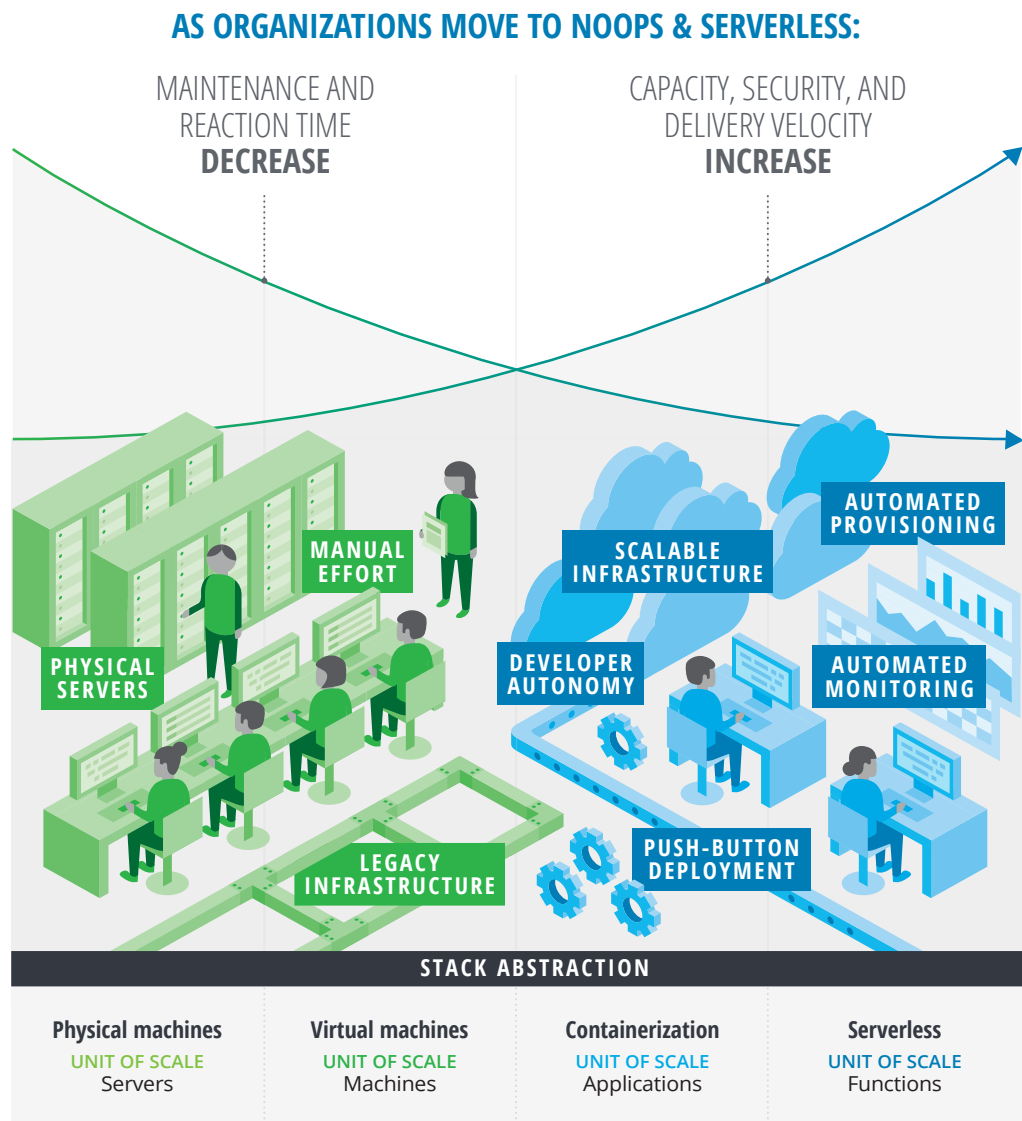 AS ORGANIZATIONS MOVE TO NOOPS & SERVERLESS:
MAINTENANCE AND
REACTION TIME
DECREASE
CAPACITY, SECURITY, AND
DELIVERY VELOCITY
INCREASE
MANUAL
EFFORT
PHYSICAL
SERVERS
LEGACY
INFRASTRUCTURE
SCALABLE
INFRASTRUCTURE
AUTOMATED
PROVISIONING
DEVELOPER
AUTONOMY
AUTOMATED
MONITORING
PUSH-BUTTON
DEPLOYMENT
STACK ABSTRACTION
Physical machines
UNIT OF SCALE
Servers
Virtual machines
UNIT OF SCALE
Machines
Containerization
UNIT OF SCALE
Applications
Serverless
UNIT OF SCALE
Functions